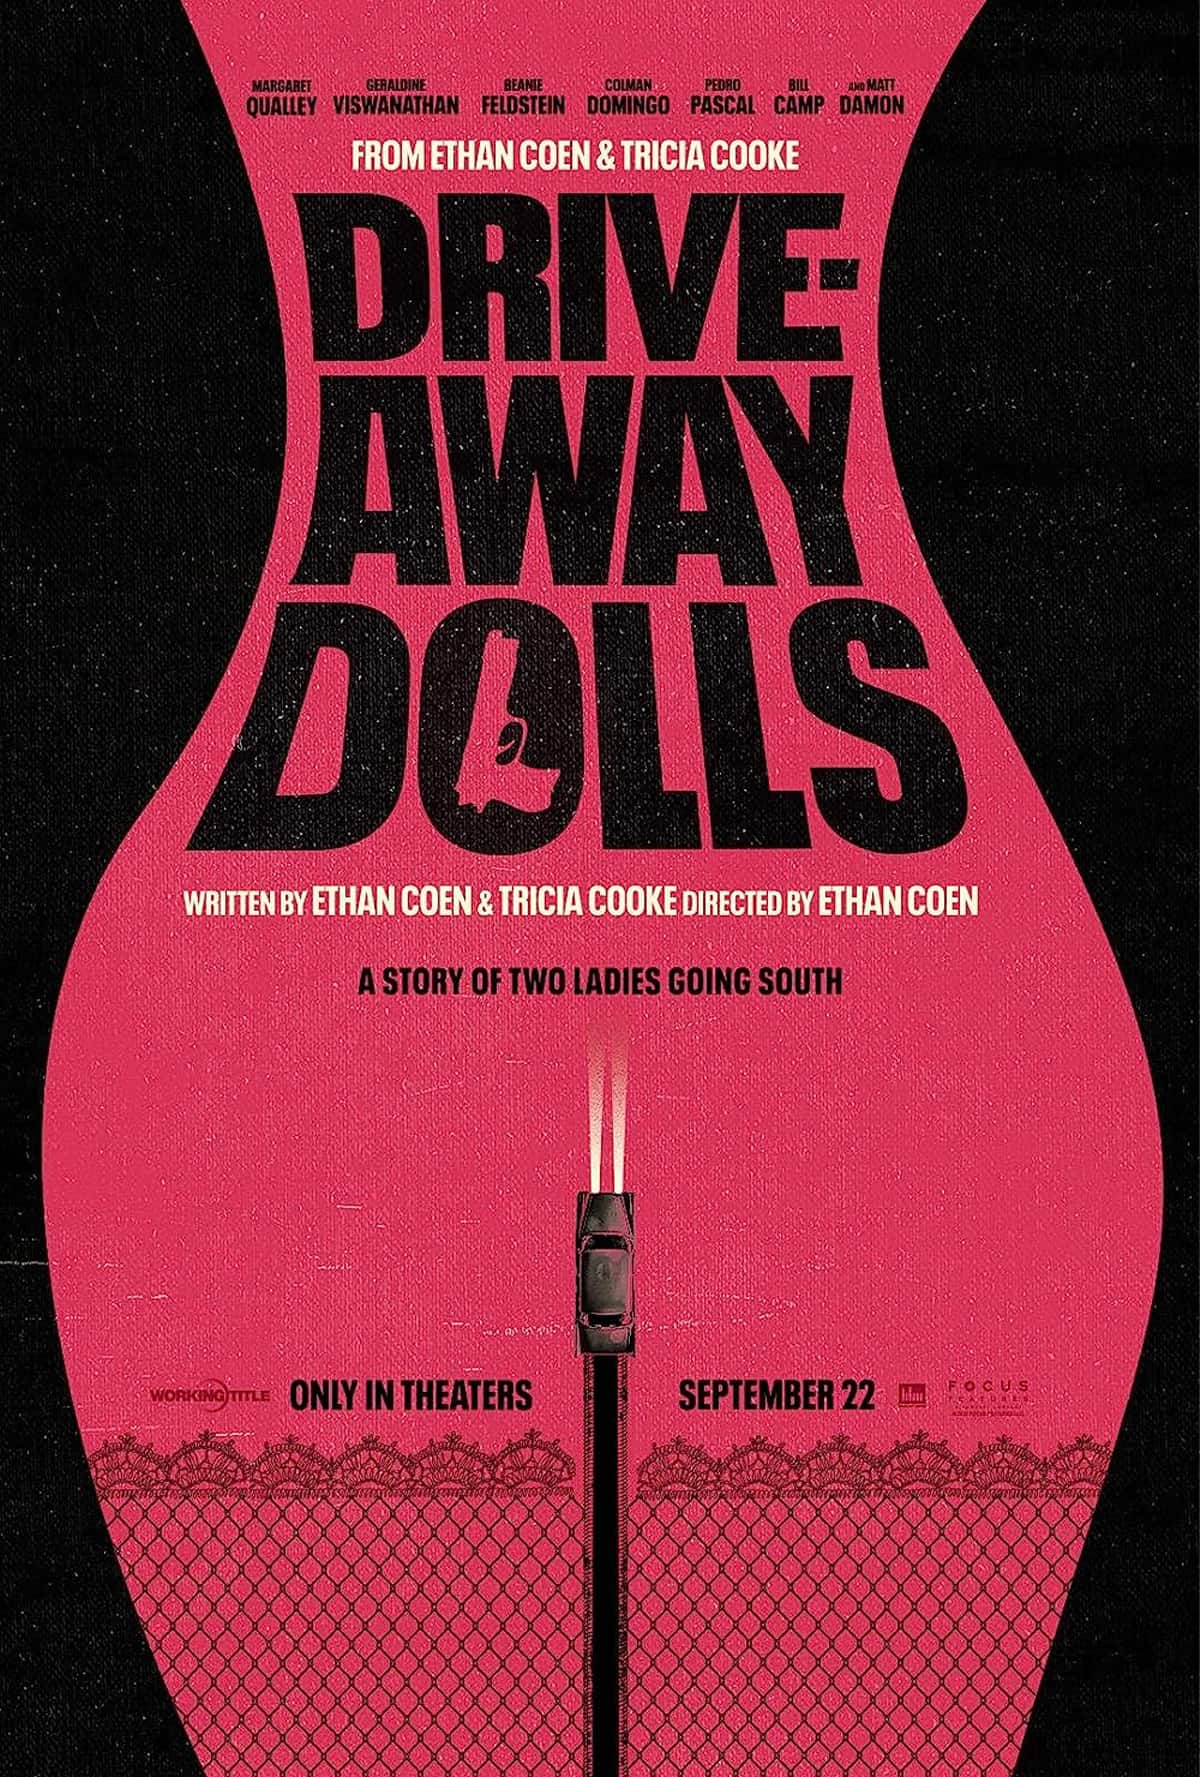 MARGARET QUALLEY GERALDINE VISWANATHAN BEANIE FELDSTEIN COLMAN DOMINGO PEDRO PASCAL BILL CAMP AND MATT DAMON
FROM ETHAN COEN & TRICIA COOKE
DRIVE-
AWAY
DOLLS
WRITTEN BY ETHAN COEN & TRICIA COOKE DIRECTED BY ETHAN COEN
A STORY OF TWO LADIES GOING SOUTH
WORKING TITLE ONLY IN THEATERS SEPTEMBER 22 FOCUS
FEATURES